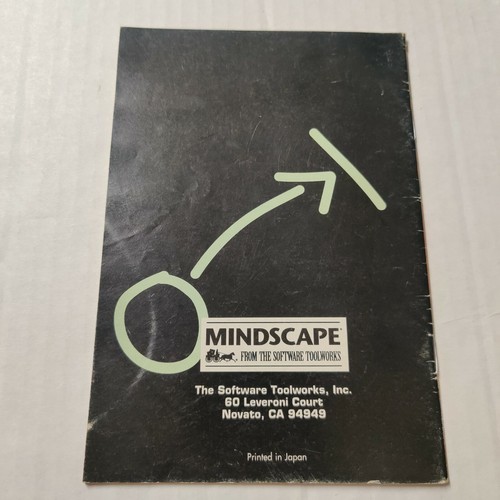 MINDSCAPE
FROM THE SOFTWARE TOOLWORKS
The Software Toolworks, Inc.
60 Leveroni Court
Novato, CA 94949
Printed in Japan